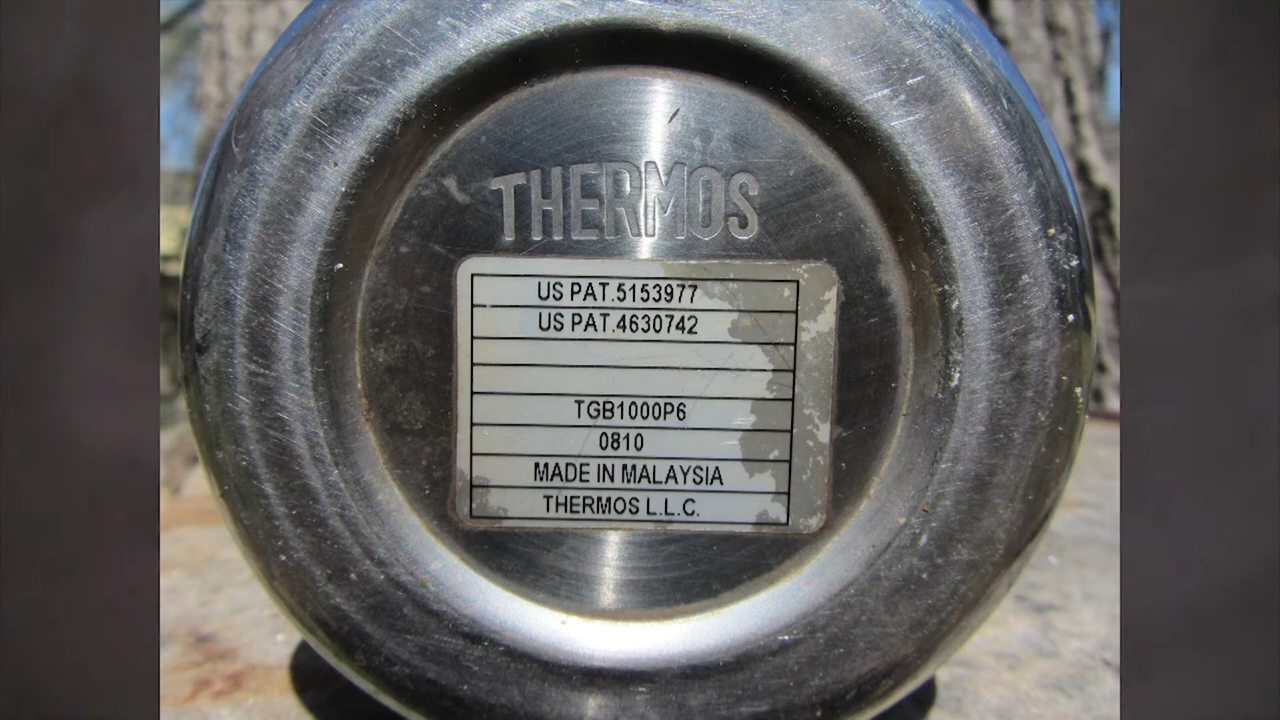 THERMOS
US PAT.5153977
US PAT.4630742
TGB1000P6
0810
MADE IN MALAYSIA
THERMOS L.L.C.